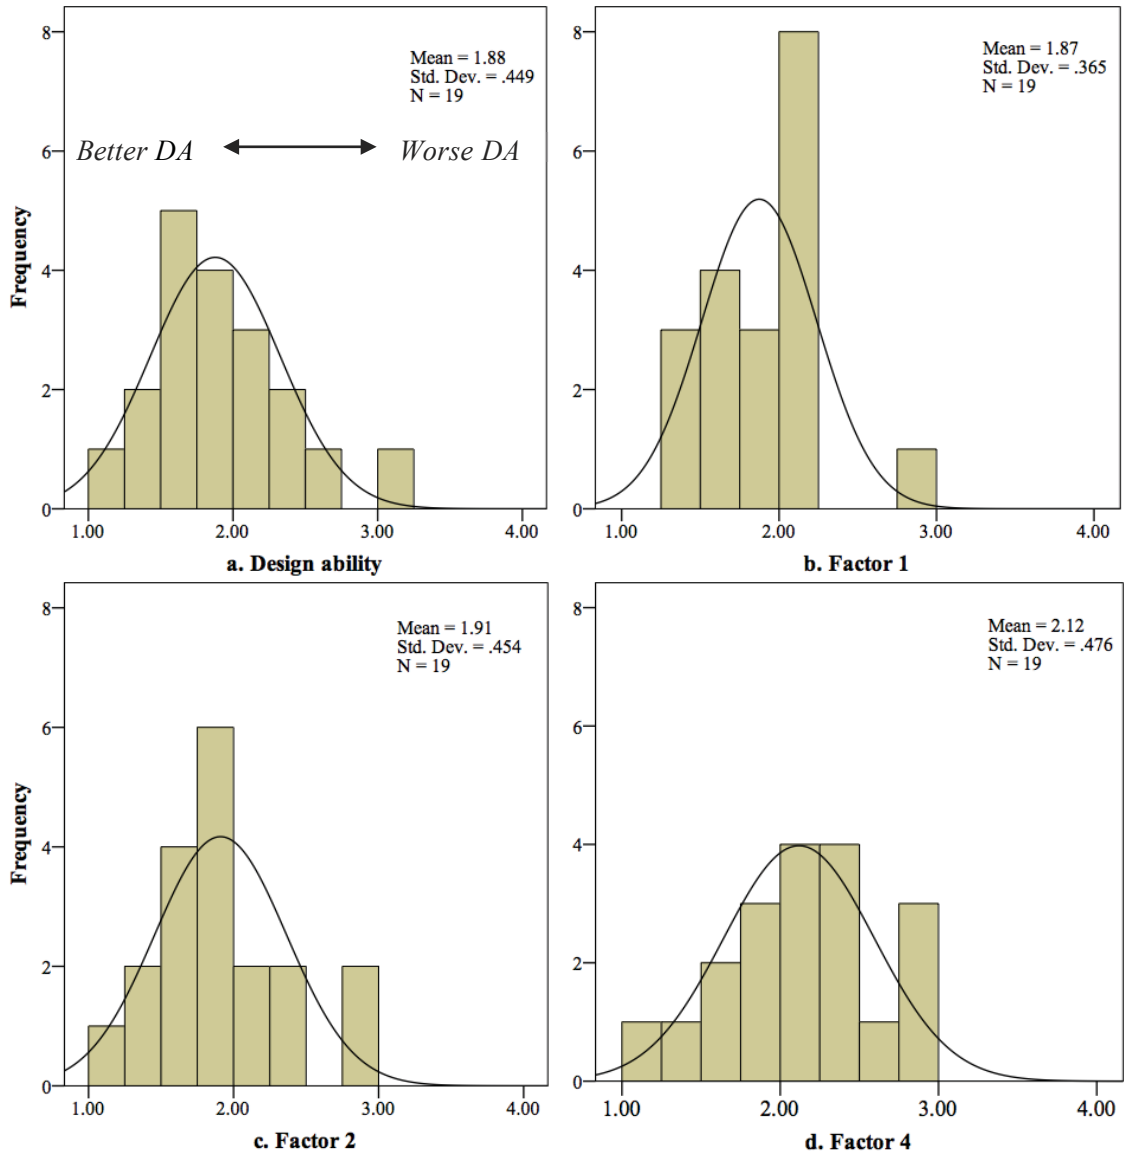 8
6
4
2
0
Frequency
Mean = 1.88
Std. Dev. = .449
N = 19
Better DA
Worse DA
1.00 2.00 3.00 4.00
a. Design ability
8
6
4
2
0
Mean = 1.87
Std. Dev. = .365
N = 19
1.00 2.00 3.00 4.00
b. Factor 1
8
6
4
2
0
Frequency
Mean = 1.91
Std. Dev. = .454
N = 19
1.00 2.00 3.00 4.00
c. Factor 2
8
6
4
2
0
Mean = 2.12
Std. Dev. = .476
N = 19
1.00 2.00 3.00 4.00
d. Factor 4